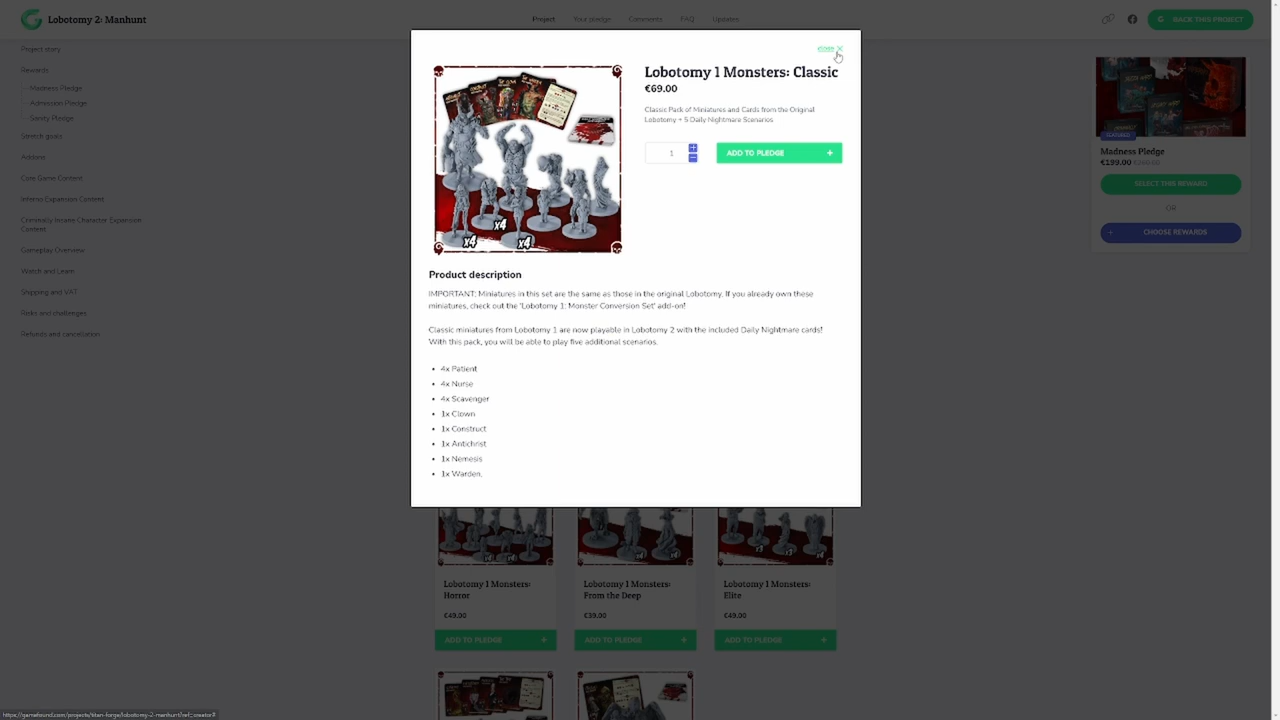 Lobotomy 2: Manhunt
Project
Your pledge
Comments
FAQ
Updates
BACK THIS PROJECT
Project story
Rewards
Madness Pledge
Admission Pledge
Sanity Pledge
Stretch goals
Addons
Core Game Content
Inferno Expansion Content
Criminally Insane Character Expansion
Content
Gameplay Overview
Watch and Learn
Shipping and VAT
Risks and challenges
Refunds and cancellation
close ×
Lobotomy 1 Monsters: Classic
€69.00
Classic Pack of Miniatures and Cards from the Original
Lobotomy + 5 Daily Nightmare Scenarios
1
ADD TO PLEDGE +
x4
x4
x4
Product description
IMPORTANT: Miniatures in this set are the same as those in the original Lobotomy. If you already own these
miniatures, check out the 'Lobotomy 1: Monster Conversion Set' add-on!
Classic miniatures from Lobotomy 1 are now playable in Lobotomy 2 with the included Daily Nightmare cards!
With this pack, you will be able to play five additional scenarios.
• 4x Patient
• 4x Nurse
• 4x Scavenger
• 1x Clown
• 1x Construct
• 1x Antichrist
• 1x Nemesis
• 1x Warden.
FEATURED
Madness Pledge
€199.00
SELECT THIS REWARD
OR
+ CHOOSE REWARDS
Lobotomy 1 Monsters:
Horror
€49.00
ADD TO PLEDGE +
Lobotomy 1 Monsters:
From the Deep
€39.00
ADD TO PLEDGE +
Lobotomy 1 Monsters:
Elite
€49.00
ADD TO PLEDGE +